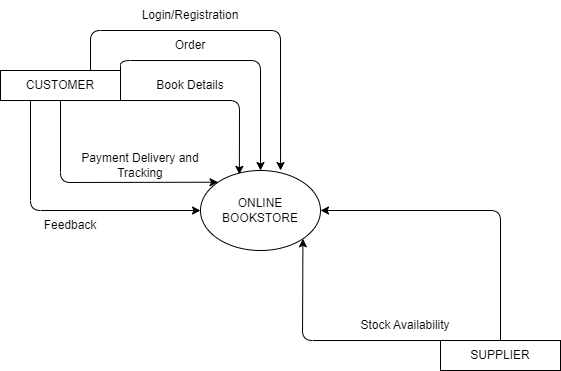 Login/Registration
Order
CUSTOMER
Book Details
Payment Delivery and
Tracking
ONLINE
BOOKSTORE
Feedback
Stock Availability
SUPPLIER